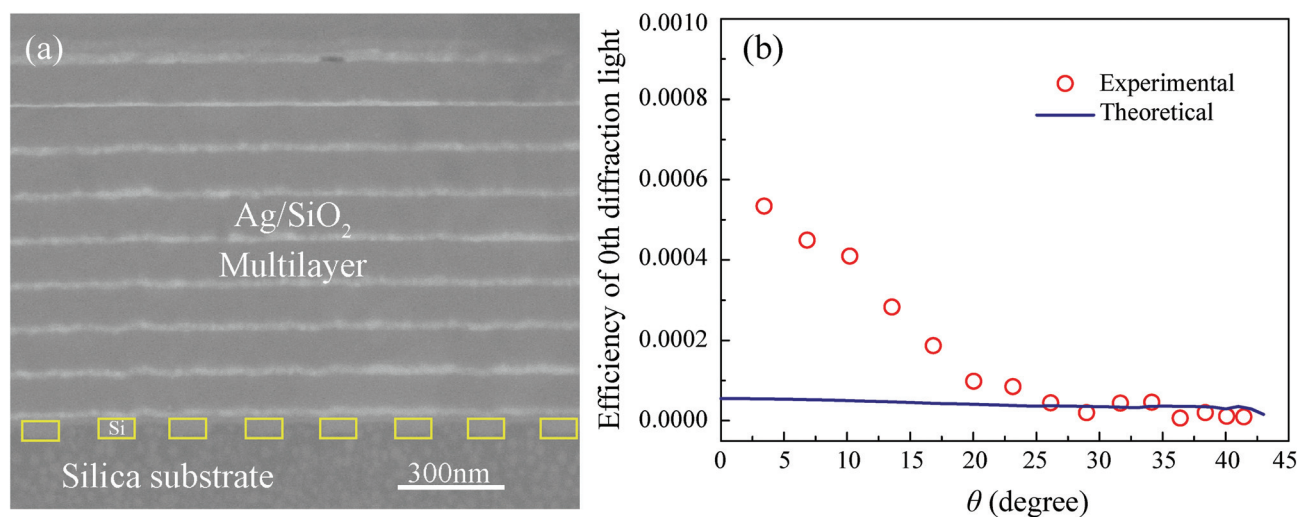 (a)
Ag/SiO₂
Multilayer
Si
Silica substrate
300nm
(b)
Experimental
Theoretical
Efficiency of 0th diffraction light
0.0010
0.0008
0.0006
0.0004
0.0002
0.0000
0 5 10 15 20 25 30 35 40 45
θ (degree)